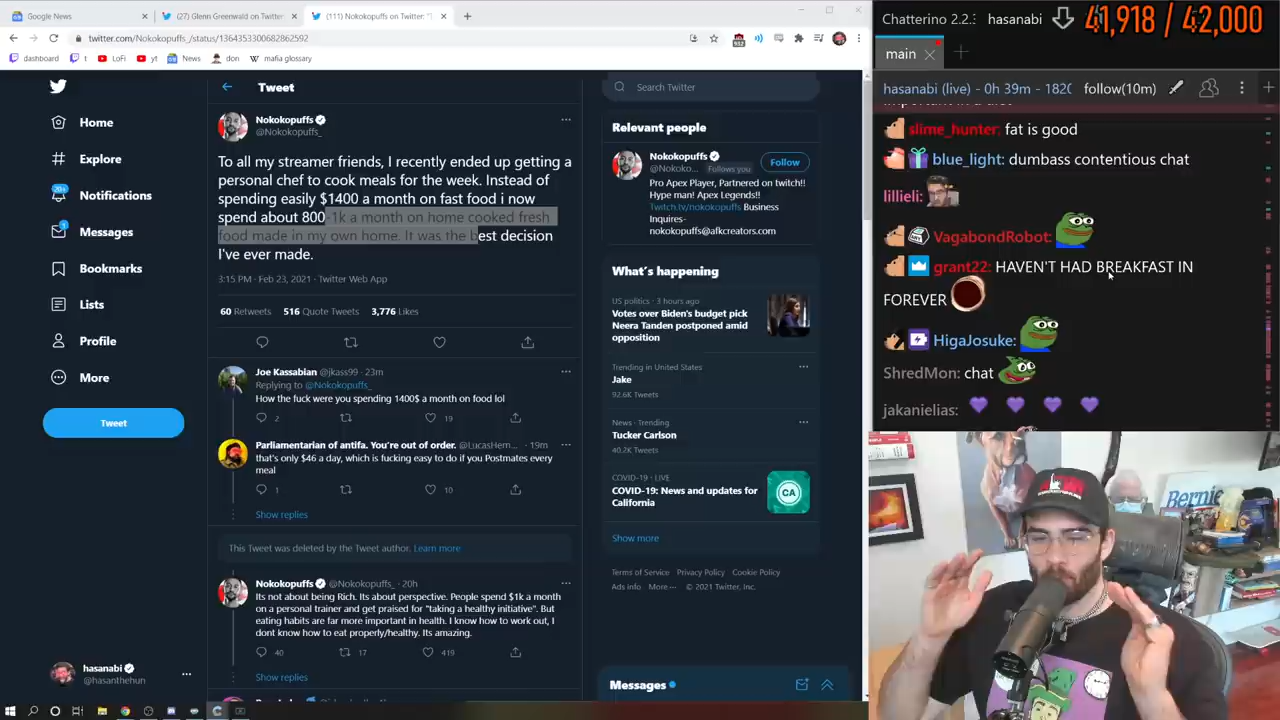 Google News
(27) Glenn Greenwald on Twitter
(111) Nokokopuffs on Twitter: "
twitter.com/Nokokopuffs_/status/1364353300682862592
dashboard
t
LoFi
yt
News
don
mafia glossary
Home
Explore
20+
Notifications
Messages
Bookmarks
Lists
Profile
More
Tweet
hasanabi
@hasanthehun
Tweet
Nokokopuffs
@Nokokopuffs_
To all my streamer friends, I recently ended up getting a
personal chef to cook meals for the week. Instead of
spending easily $1400 a month on fast food i now
spend about 800-1k a month on home cooked fresh
food made in my own home. It was the best decision
I've ever made.
3:15 PM · Feb 23, 2021 · Twitter Web App
60 Retweets 516 Quote Tweets 3,776 Likes
Joe Kassabian @jkass99 · 23m
Replying to @Nokokopuffs_
How the fuck were you spending 1400$ a month on food lol
2
19
Parliamentarian of antifa. You're out of order. @LucasHem... · 19m
that's only $46 a day, which is fucking easy to do if you Postmates every
meal
1
10
Show replies
This Tweet was deleted by the Tweet author. Learn more
Nokokopuffs @Nokokopuffs_ · 20h
Its not about being Rich. Its about perspective. People spend $1k a month
on a personal trainer and get praised for "taking a healthy initiative". But
eating habits are far more important in health. I know how to work out, I
dont know how to eat properly/healthy. Its amazing.
40
17
419
Show replies
Search Twitter
Relevant people
Nokokopuffs
@Nokoko... Follows you
Follow
Pro Apex Player, Partnered on twitch!!
Hype man! Apex Legends!!
Twitch.tv/nokokopuffs Business
Inquires-
nokokopuffs@afkcreators.com
What's happening
US politics · 3 hours ago
Votes over Biden's budget pick
Neera Tanden postponed amid
opposition
Trending in United States
Jake
92.6K Tweets
News · Trending
Tucker Carlson
40.7K Tweets
COVID-19 · LIVE
COVID-19: News and updates for
California
CA
Show more
Terms of Service Privacy Policy Cookie Policy
Ads info More © 2021 Twitter, Inc.
Messages
Chatterino 2.2.
hasanabi
41,918 / 42,000
main
hasanabi (live) - 0h 39m - 182
follow(10m)
important in a diet
slime_hunter: fat is good
blue_light: dumbass contentious chat
lillieli:
VagabondRobot:
grant22: HAVEN'T HAD BREAKFAST IN
FOREVER
HigaJosuke:
ShredMon: chat
jakanielias:
Bernie